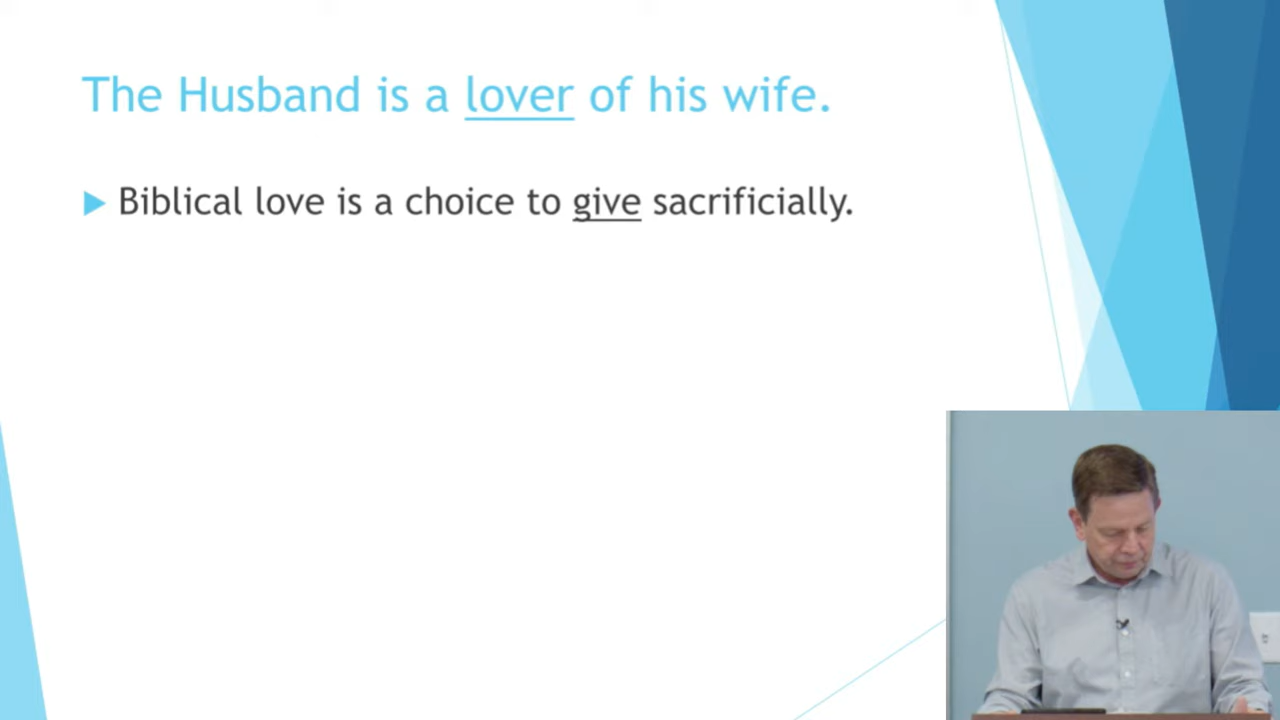 The Husband is a lover of his wife.
Biblical love is a choice to give sacrificially.